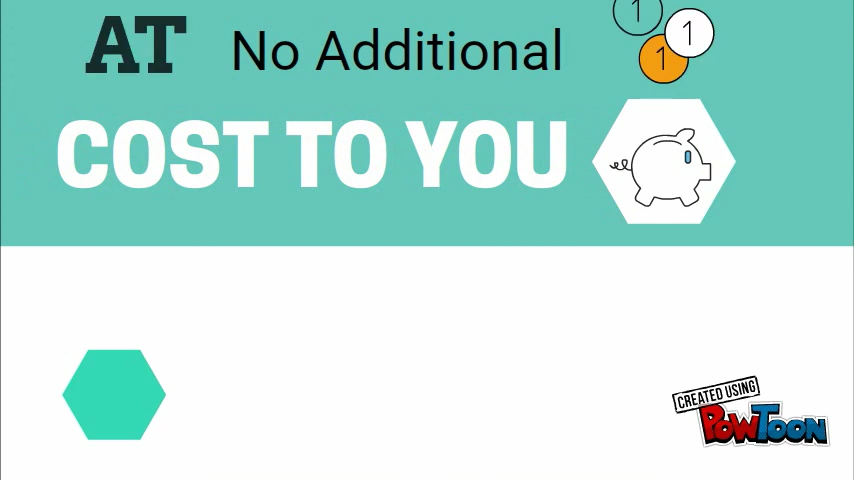 AT No Additional
1
1
1
COST TO YOU
CREATED USING
POWTOON